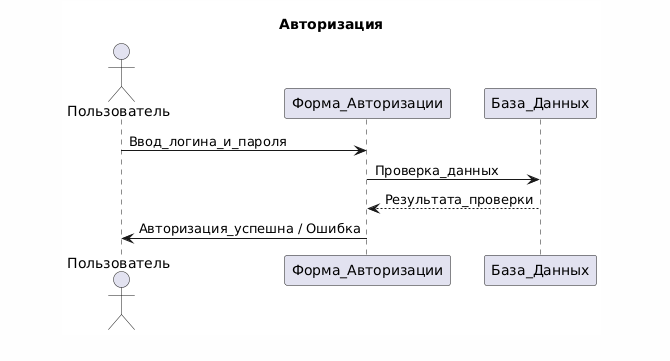 Авторизация
Пользователь
Форма_Авторизации
База_Данных
Ввод_логина_и_пароля
Проверка_данных
Результата_проверки
Авторизация_успешна / Ошибка
Пользователь
Форма_Авторизации
База_Данных